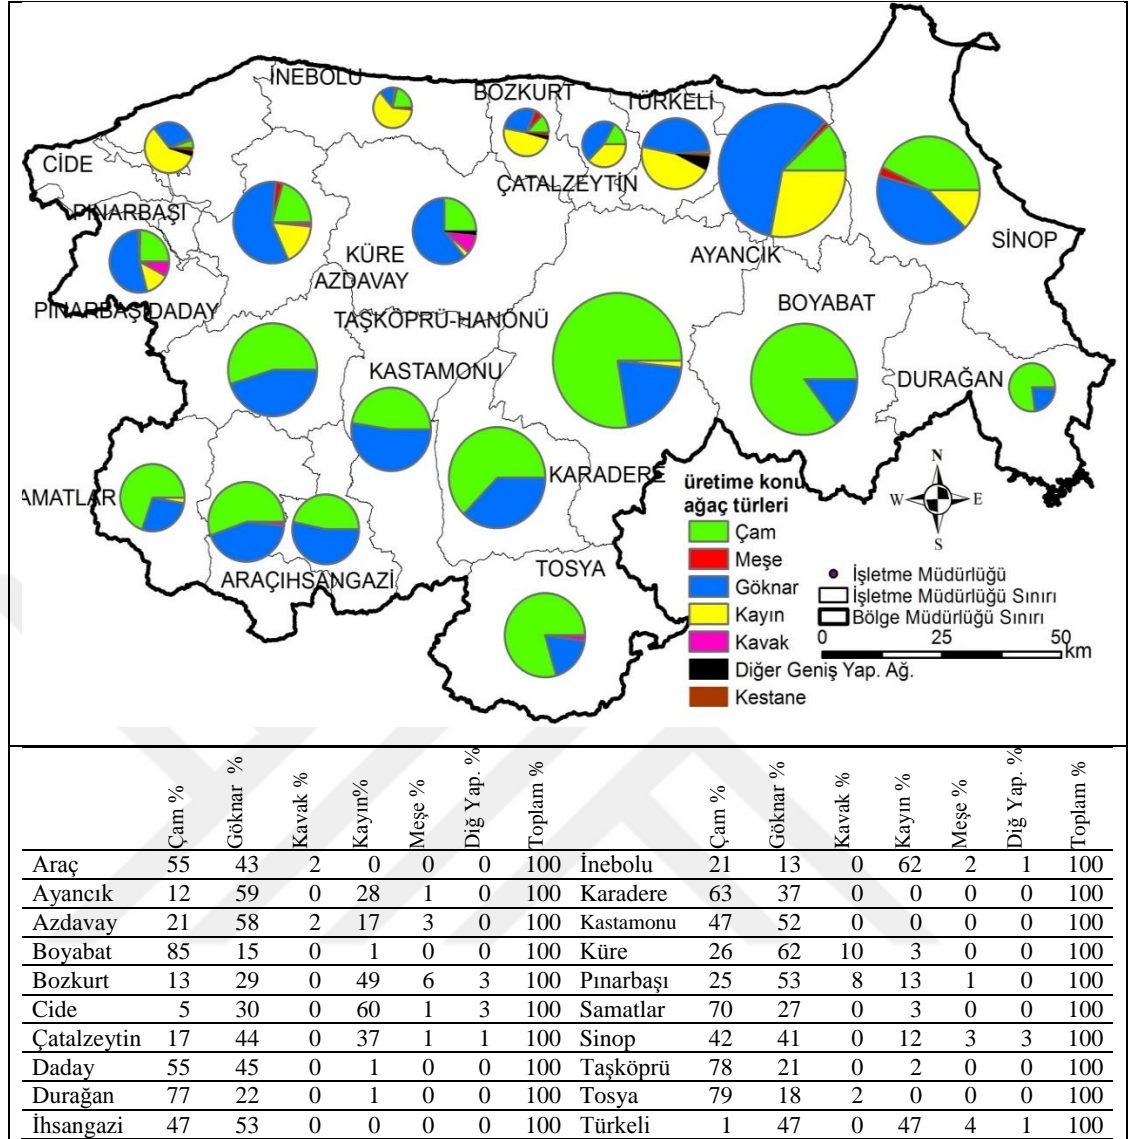 İNEBOLU
BOZKURT
TÜRKELİ
CİDE
ÇATALZEYTİN
PINARBAŞI
KÜRE
AZDAVAY
AYANCIK
SİNOP
PINARBAŞI DADAY
TAŞKÖPRÜ-HANÖNÜ
BOYABAT
KASTAMONU
DURAĞAN
AMATLAR
KARADERE
ARAÇ İHSANGAZİ
TOSYA
üretime konu
ağaç türleri
Çam
Meşe
Göknar
Kayın
Kavak
Diğer Geniş Yap. Ağ.
Kestane
N
W E
S
İşletme Müdürlüğü
İşletme Müdürlüğü Sınırı
Bölge Müdürlüğü Sınırı
0 25 50
km
Çam % Göknar % Kavak % Kayın% Meşe % Diğ Yap. % Toplam % Çam % Göknar % Kavak % Kayın % Meşe % Diğ Yap. % Toplam %
Araç 55 43 2 0 0 0 100 İnebolu 21 13 0 62 2 1 100
Ayancık 12 59 0 28 1 0 100 Karadere 63 37 0 0 0 0 100
Azdavay 21 58 2 17 3 0 100 Kastamonu 47 52 0 0 0 0 100
Boyabat 85 15 0 1 0 0 100 Küre 26 62 10 3 0 0 100
Bozkurt 13 29 0 49 6 3 100 Pınarbaşı 25 53 8 13 1 0 100
Cide 5 30 0 60 1 3 100 Samatlar 70 27 0 3 0 0 100
Çatalzeytin 17 44 0 37 1 1 100 Sinop 42 41 0 12 3 3 100
Daday 55 45 0 1 0 0 100 Taşköprü 78 21 0 2 0 0 100
Durağan 77 22 0 1 0 0 100 Tosya 79 18 2 0 0 0 100
İhsangazi 47 53 0 0 0 0 100 Türkeli 1 47 0 47 4 1 100